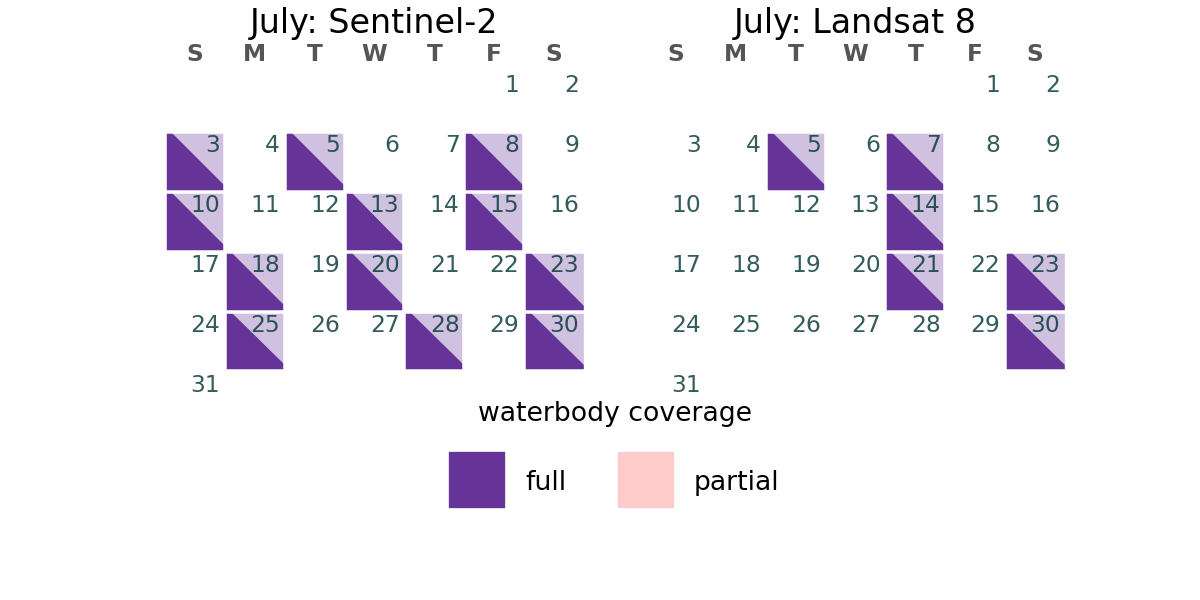 July: Sentinel-2
S M T W T F S
1 2
3 4 5 6 7 8 9
10 11 12 13 14 15 16
17 18 19 20 21 22 23
24 25 26 27 28 29 30
31
July: Landsat 8
S M T W T F S
1 2
3 4 5 6 7 8 9
10 11 12 13 14 15 16
17 18 19 20 21 22 23
24 25 26 27 28 29 30
31
waterbody coverage
full
partial